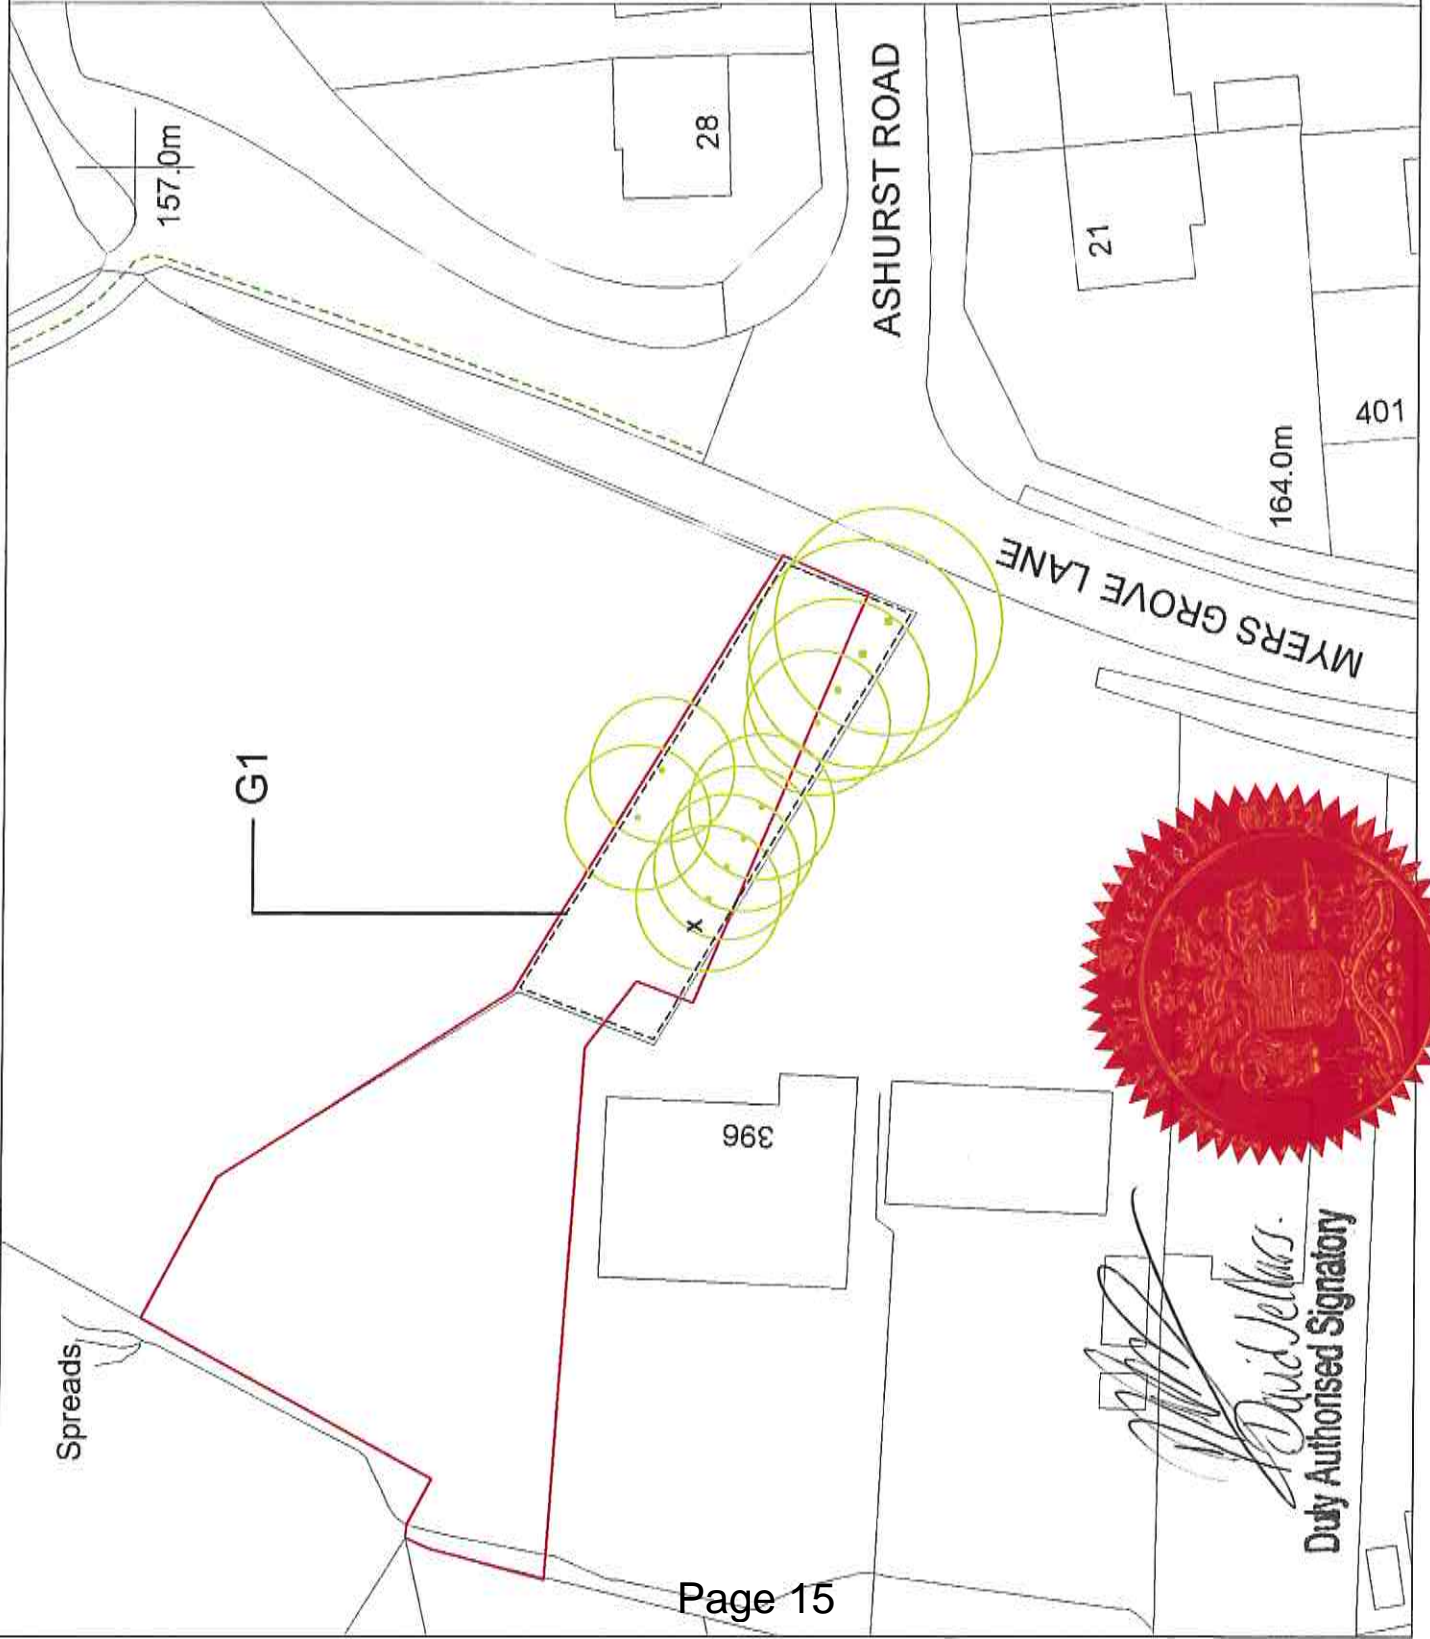 157.0m
28
ASHURST ROAD
21
401
164.0m
MYERS GROVE LANE
G1
396
Spreads
David
Duly Authorised Signatory
Page 15